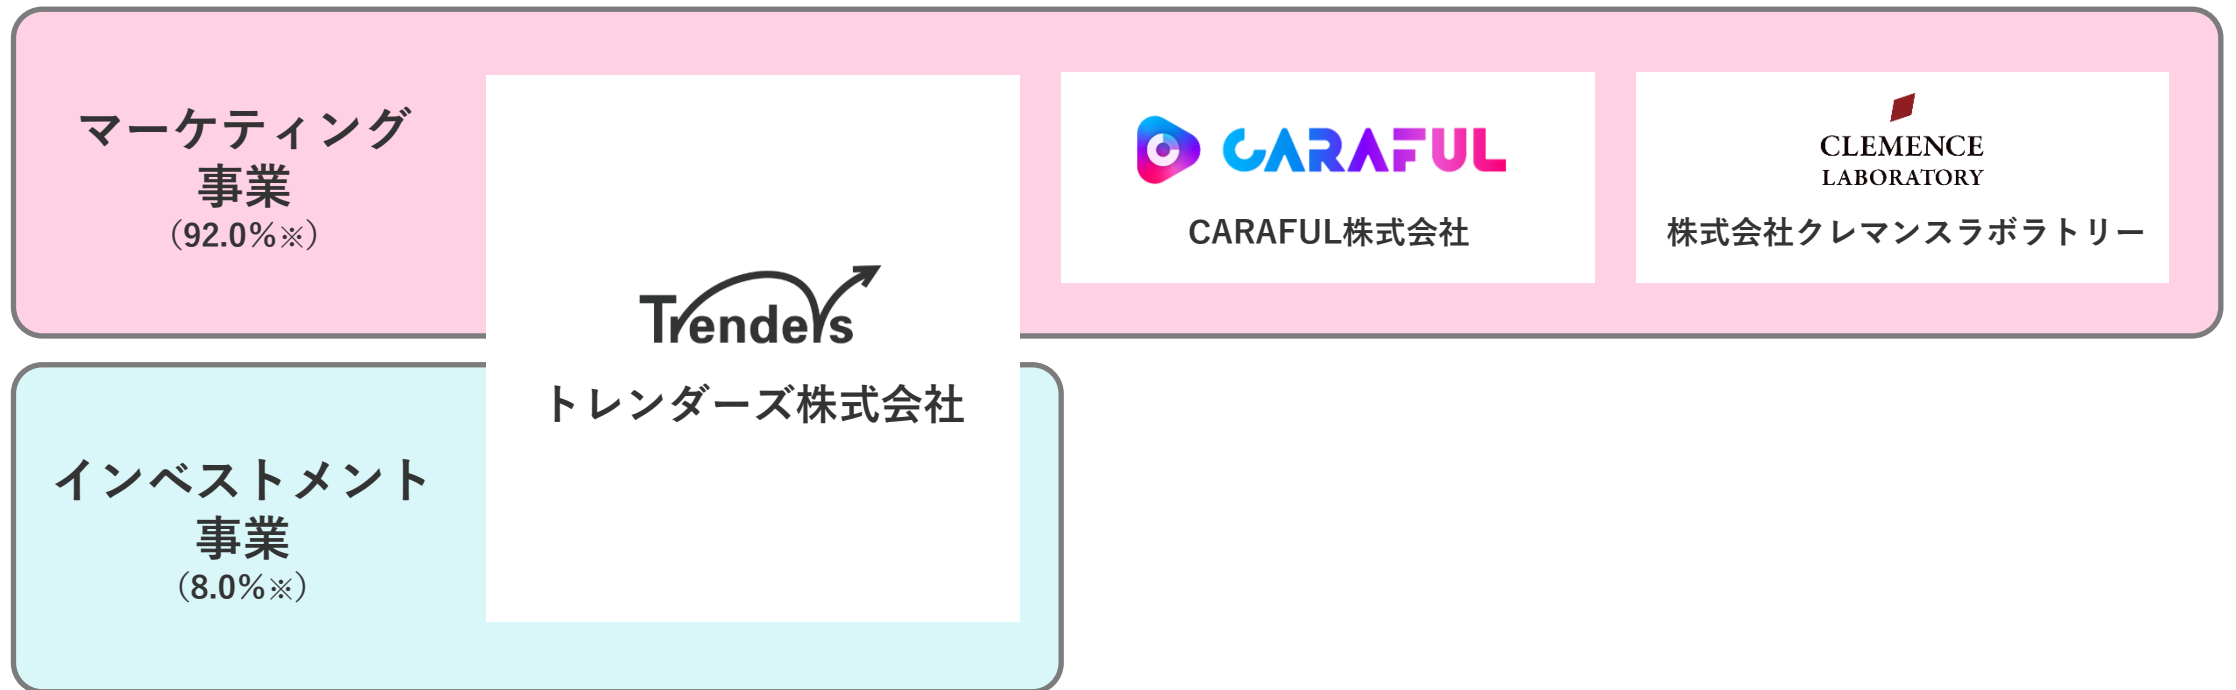 マーケティング
事業
（92.0%※）
Trenders
トレンダーズ株式会社
CARAFUL
CARAFUL株式会社
CLEMENCE
LABORATORY
株式会社クレマンスラボラトリー
インベストメント
事業
（8.0%※）